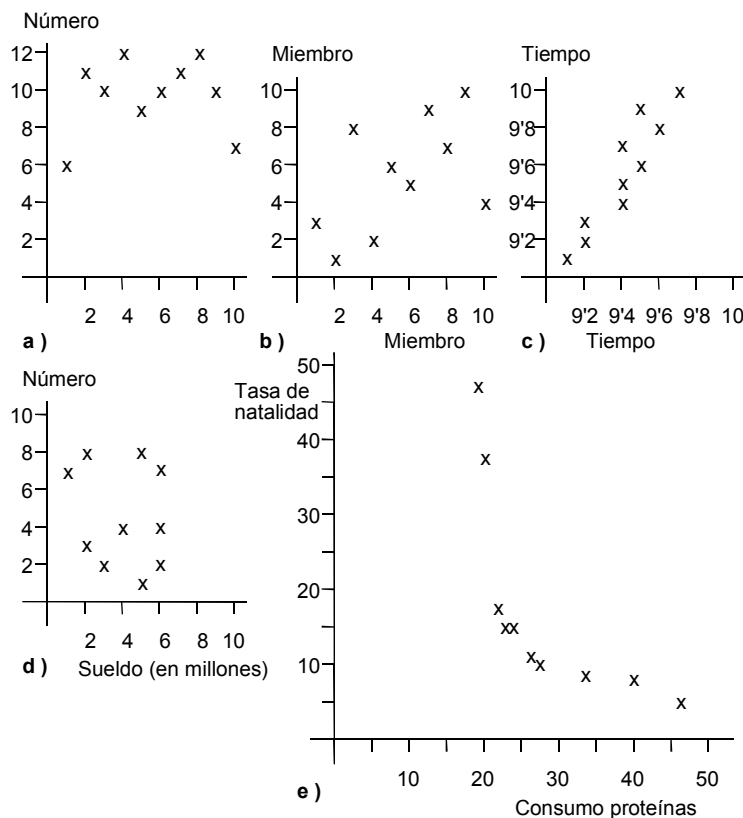 Número
12
10
8
6
4
2
2 4 6 8 10
a )
Miembro
10
8
6
4
2
2 4 6 8 10
b )
Miembro
Tiempo
10
9'8
9'6
9'4
9'2
9'2 9'4 9'6 9'8 10
c )
Tiempo
Número
10
8
6
4
2
2 4 6 8 10
d )
Sueldo (en millones)
Tasa de
natalidad
50
40
30
20
10
10 20 30 40 50
e )
Consumo proteínas